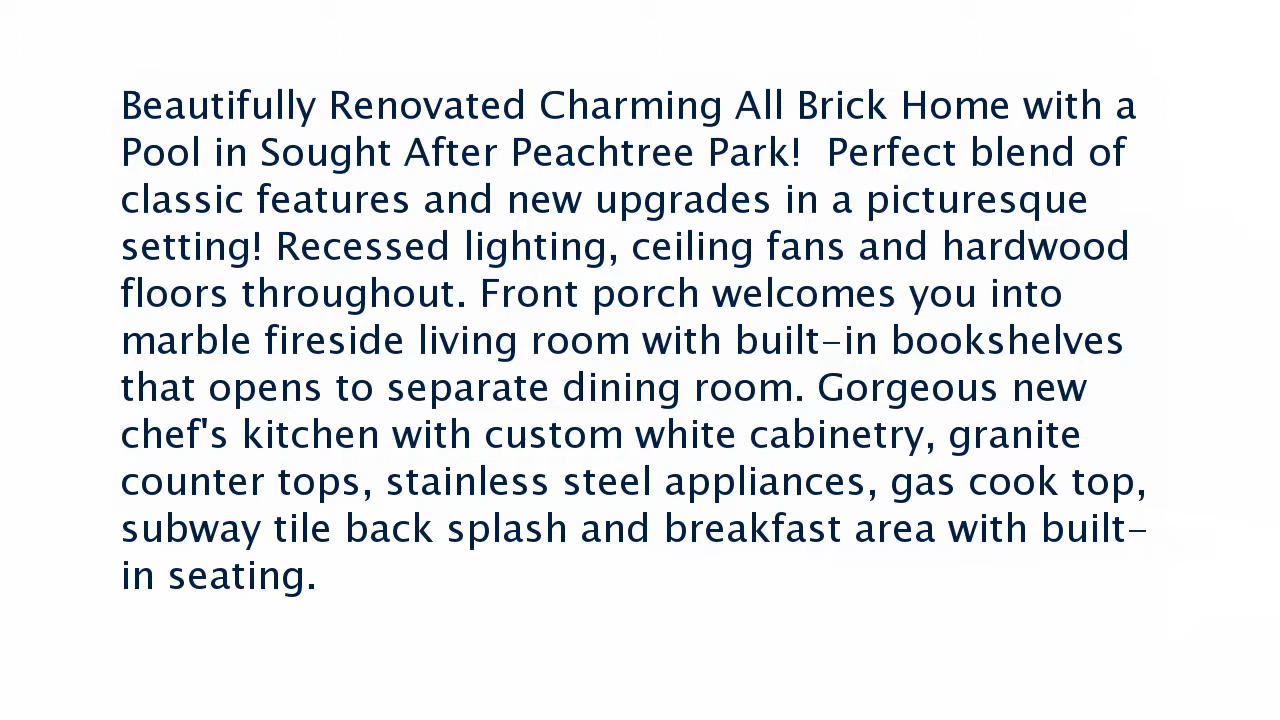 Beautifully Renovated Charming All Brick Home with a
Pool in Sought After Peachtree Park!  Perfect blend of
classic features and new upgrades in a picturesque
setting! Recessed lighting, ceiling fans and hardwood
floors throughout. Front porch welcomes you into
marble fireside living room with built-in bookshelves
that opens to separate dining room. Gorgeous new
chef's kitchen with custom white cabinetry, granite
counter tops, stainless steel appliances, gas cook top,
subway tile back splash and breakfast area with built-
in seating.